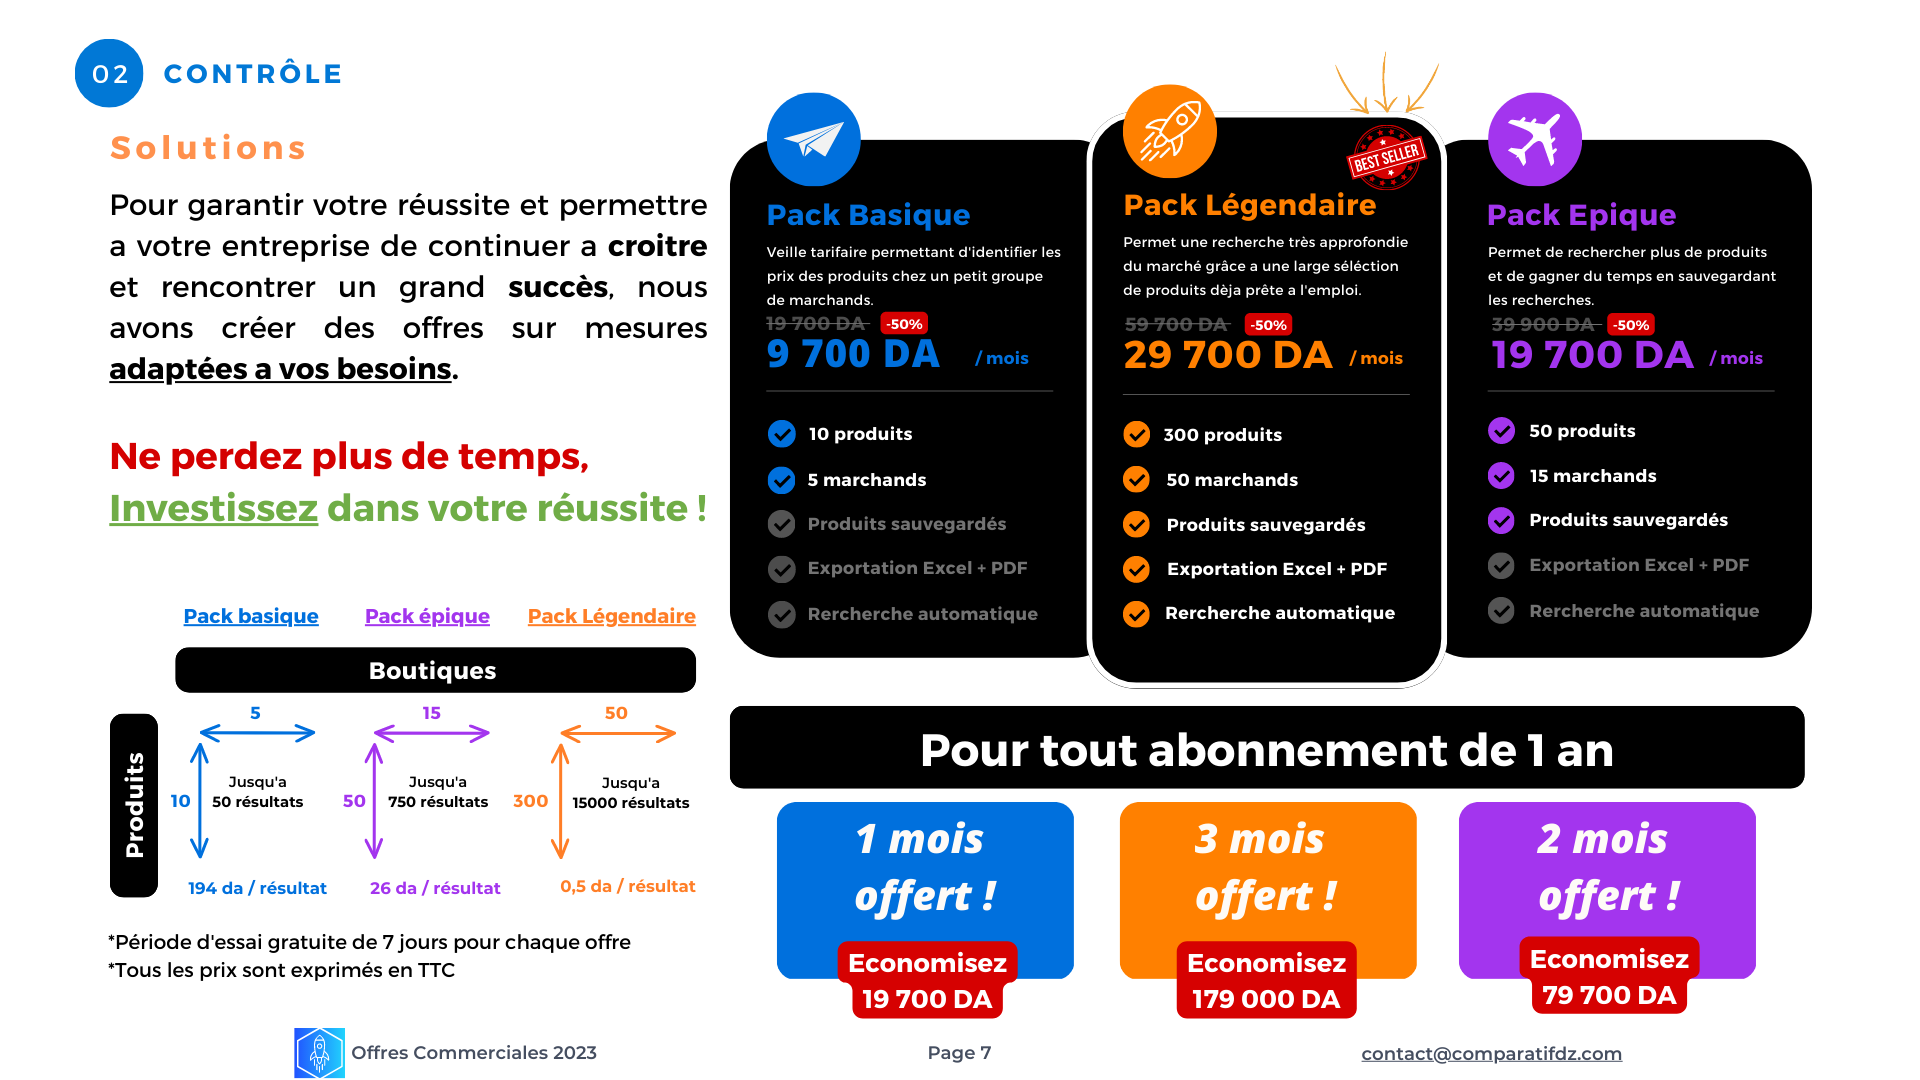 02
CONTRÔLE
Solutions
Pour garantir votre réussite et permettre
a votre entreprise de continuer a croitre
et rencontrer un grand succès, nous
avons créer des offres sur mesures
adaptées a vos besoins.
Ne perdez plus de temps,
Investissez dans votre réussite !
Pack basique
Pack épique
Pack Légendaire
Boutiques
Produits
5
15
50
10
Jusqu'a
50 résultats
50
Jusqu'a
750 résultats
300
Jusqu'a
15000 résultats
194 da / résultat
26 da / résultat
0,5 da / résultat
*Période d'essai gratuite de 7 jours pour chaque offre
*Tous les prix sont exprimés en TTC
Pack Basique
Veille tarifaire permettant d'identifier les
prix des produits chez un petit groupe
de marchands.
19 700 DA
-50%
9 700 DA
/ mois
10 produits
5 marchands
Produits sauvegardés
Exportation Excel + PDF
Rercherche automatique
BEST SELLER
Pack Légendaire
Permet une recherche très approfondie
du marché grâce a une large séléction
de produits dèja prête a l'emploi.
59 700 DA
-50%
29 700 DA
/ mois
300 produits
50 marchands
Produits sauvegardés
Exportation Excel + PDF
Rercherche automatique
Pack Epique
Permet de rechercher plus de produits
et de gagner du temps en sauvegardant
les recherches.
39 900 DA
-50%
19 700 DA
/ mois
50 produits
15 marchands
Produits sauvegardés
Exportation Excel + PDF
Rercherche automatique
Pour tout abonnement de 1 an
1 mois
offert !
Economisez
19 700 DA
3 mois
offert !
Economisez
179 000 DA
2 mois
offert !
Economisez
79 700 DA
Offres Commerciales 2023
Page 7
contact@comparatifdz.com